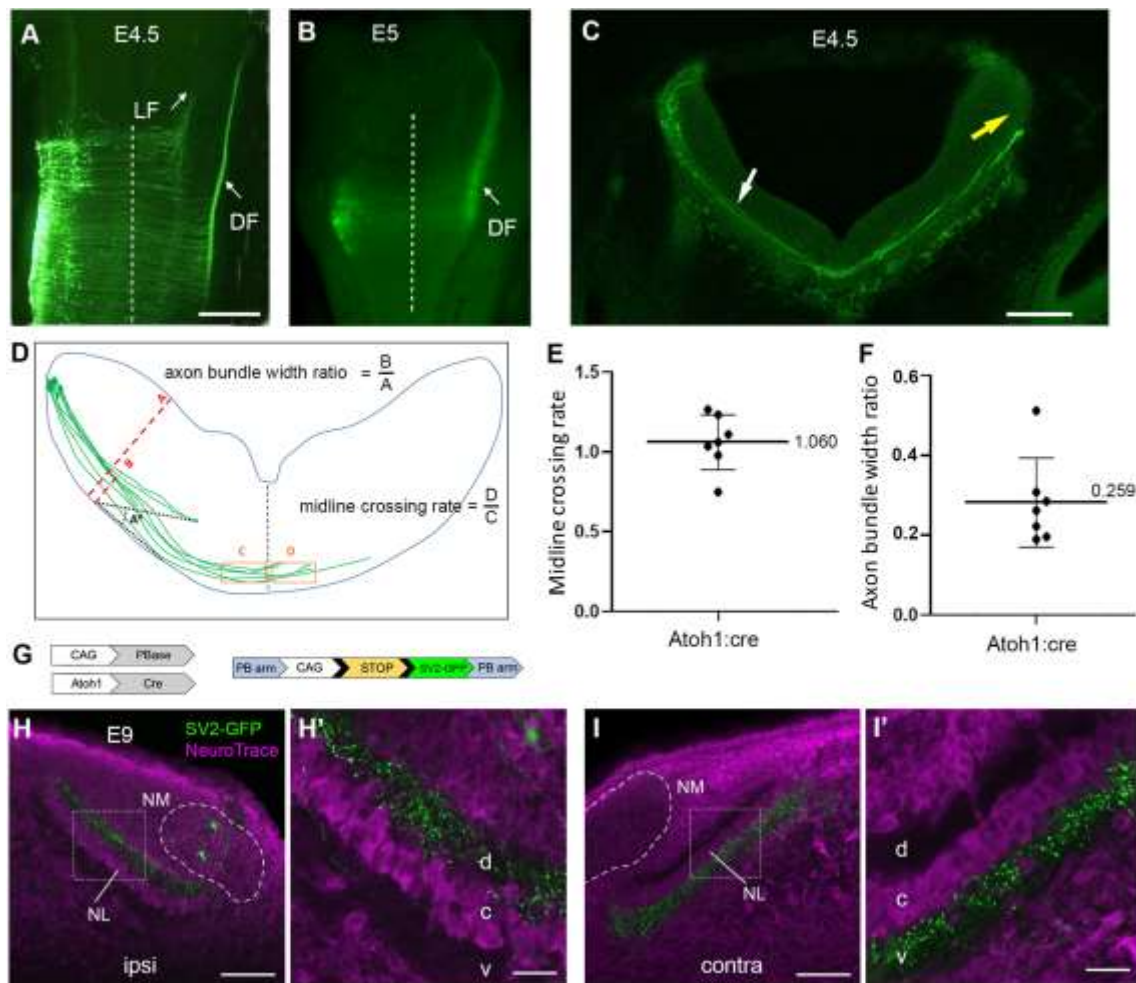 A E4.5
LF
DF
B E5
DF
C E4.5
D
axon bundle width ratio = B/A
A
B
A°
midline crossing rate = D/C
C D
E
Midline crossing rate
1.5
1.0
0.5
0.0
1.060
Atoh1:cre
F
Axon bundle width ratio
0.6
0.4
0.2
0.0
0.259
Atoh1:cre
G
CAG PBase
Atoh1 Cre
PB arm CAG STOP SV2-GFP PB arm
H E9 SV2-GFP
NeuroTrace
NM
NL
ipsi
H'
d
c
v
I
NM
NL
contra
I'
d
c
v